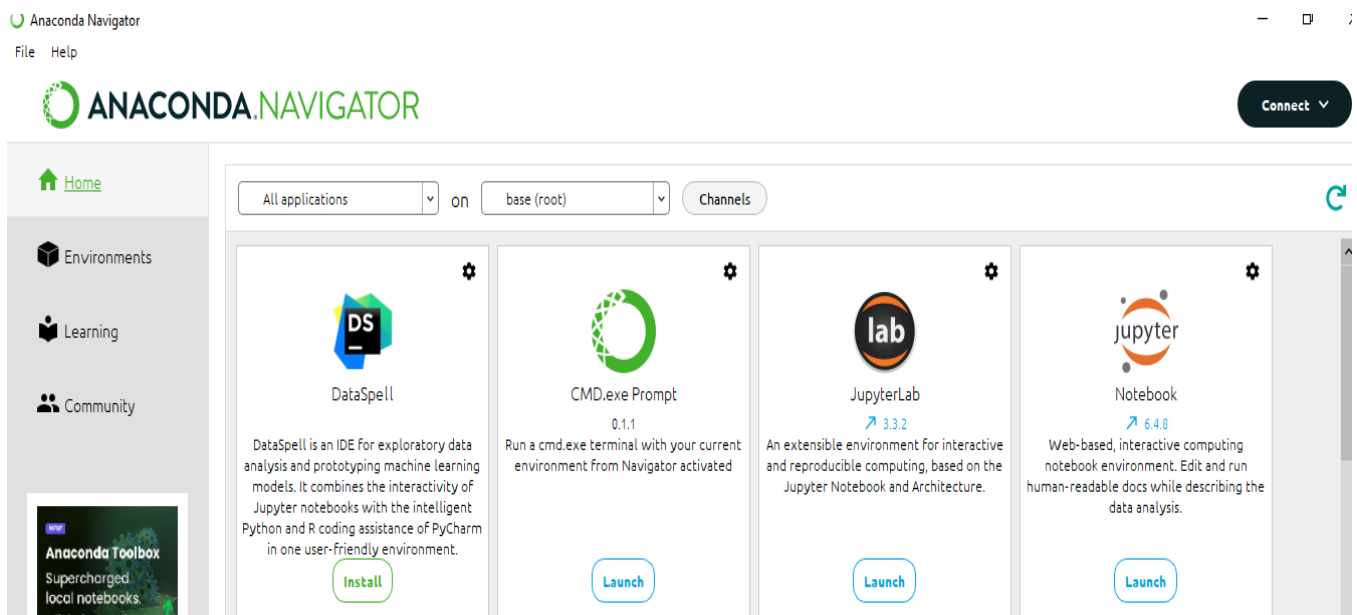 Anaconda Navigator
File Help
ANACONDA.NAVIGATOR
Connect
Home
Environments
Learning
Community
NEW
Anaconda Toolbox
Supercharged
local notebooks.
All applications on base (root) Channels
DS
DataSpell
DataSpell is an IDE for exploratory data
analysis and prototyping machine learning
models. It combines the interactivity of
Jupyter notebooks with the intelligent
Python and R coding assistance of PyCharm
in one user-friendly environment.
Install
CMD.exe Prompt
0.1.1
Run a cmd.exe terminal with your current
environment from Navigator activated
Launch
lab
JupyterLab
3.3.2
An extensible environment for interactive
and reproducible computing, based on the
Jupyter Notebook and Architecture.
Launch
jupyter
Notebook
6.4.8
Web-based, interactive computing
notebook environment. Edit and run
human-readable docs while describing the
data analysis.
Launch